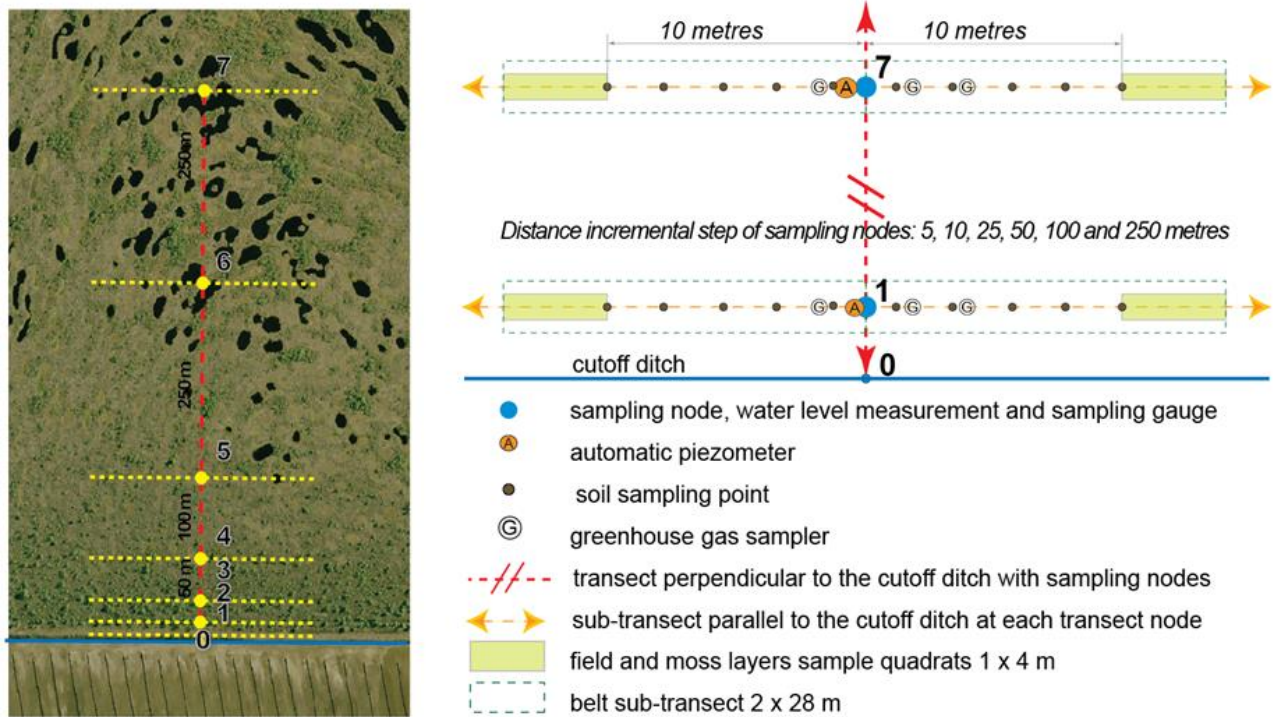 7
250m
6
250m
5
100m
4
3
50m
2
1
0
10 metres
10 metres
7
G A G G
Distance incremental step of sampling nodes: 5, 10, 25, 50, 100 and 250 metres
1
G A G G
cutoff ditch
0
sampling node, water level measurement and sampling gauge
A automatic piezometer
soil sampling point
G greenhouse gas sampler
transect perpendicular to the cutoff ditch with sampling nodes
sub-transect parallel to the cutoff ditch at each transect node
field and moss layers sample quadrats 1 x 4 m
belt sub-transect 2 x 28 m